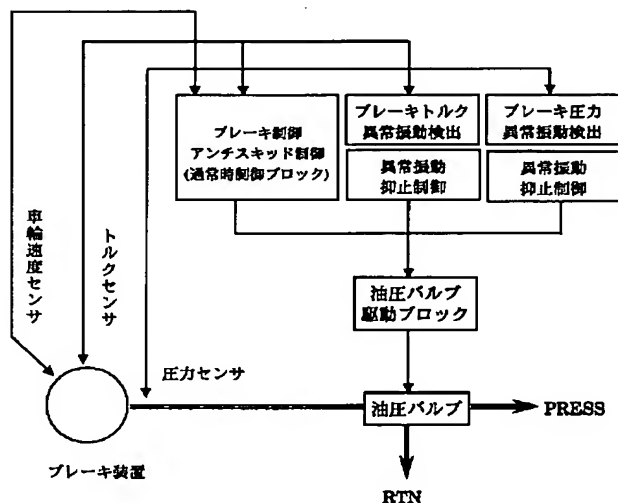 ブレーキ制御
アンチスキッド制御
(通常時制御ブロック)
ブレーキトルク
異常振動検出
ブレーキ圧力
異常振動検出
異常振動
抑止制御
異常振動
抑止制御
車輪速度センサ
トルクセンサ
油圧バルブ
駆動ブロック
圧力センサ
油圧バルブ
PRESS
ブレーキ装置
RTN